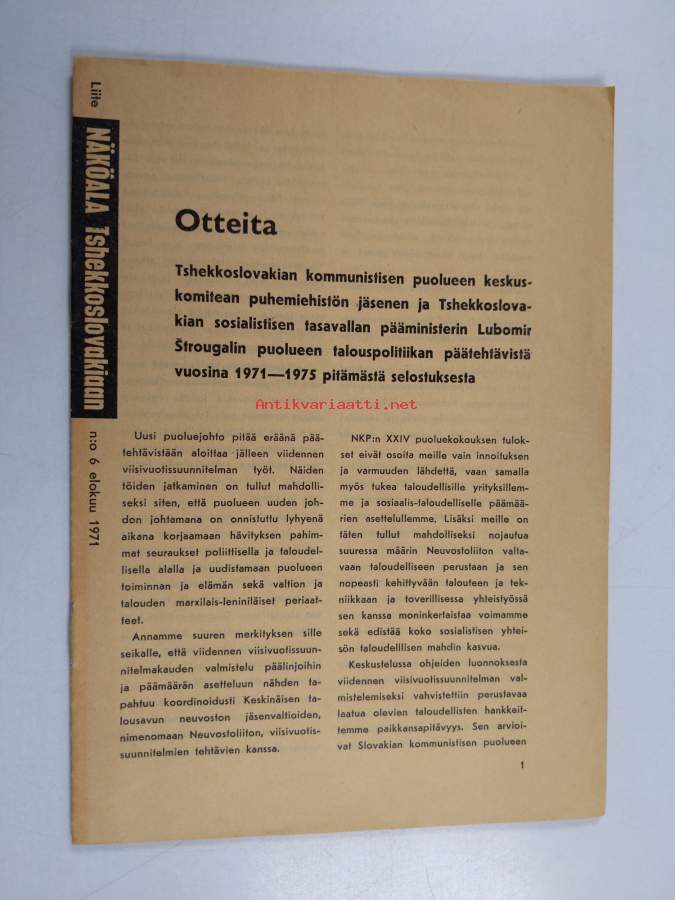 Liite
NÄKÖALA Tshekkoslovakiaan
n:o 6 elokuu 1971
Otteita
Tshekkoslovakian kommunistisen puolueen keskus-
komitean puhemiehistön jäsenen ja Tshekkoslova-
kian sosialistisen tasavallan pääministerin Lubomir
Štrougalin puolueen talouspolitiikan päätehtävistä
vuosina 1971—1975 pitämästä selostuksesta
Antikvariaatti.net
Uusi puoluejohto pitää eräänä pää-
tehtävistään aloittaa jälleen viidennen
viisivuotissuunnitelman työt. Näiden
töiden jatkaminen on tullut mahdolli-
seksi siten, että puolueen uuden joh-
don johtamana on onnistuttu lyhyenä
aikana korjaamaan hävityksen pahim-
mat seuraukset poliittisella ja taloudel-
lisella alalla ja uudistamaan puolueen
toiminnan ja elämän sekä valtion ja
talouden marxilais-leniniläiset periaat-
teet.
Annamme suuren merkityksen sille
seikalle, että viidennen viisivuotissuun-
nitelmakauden valmistelu päälinjoihin
ja päämäärän asetteluun nähden ta-
pahtuu koordinoidusti Keskinäisen ta-
lousavun neuvoston jäsenvaltioiden,
nimenomaan Neuvostoliiton, viisivuotis-
suunnitelmien tehtävien kanssa.
NKP:n XXIV puoluekokouksen tulok-
set eivät osoita meille vain innoituksen
ja varmuuden lähdettä, vaan samalla
myös tukea taloudellisille yrityksillem-
me ja sosiaalis-taloudelliselle päämää-
rien asettelullemme. Lisäksi meille on
täten tullut mahdolliseksi nojautua
suuressa määrin Neuvostoliiton valta-
vaan taloudelliseen perustaan ja sen
nopeasti kehittyvään talouteen ja tek-
niikkaan ja toverillisessa yhteistyössä
sen kanssa moninkertaistaa voimamme
sekä edistää koko sosialistisen yhtei-
sön taloudelllisen mahdin kasvua.
Keskustelussa ohjeiden luonnoksesta
viidennen viisivuotissuunnitelman val-
mistelemiseksi vahvistettiin perustavaa
laatua olevien taloudellisten hankkeit-
temme paikkansapitävyys. Sen arvioi-
vat Slovakian kommunistisen puolueen
1